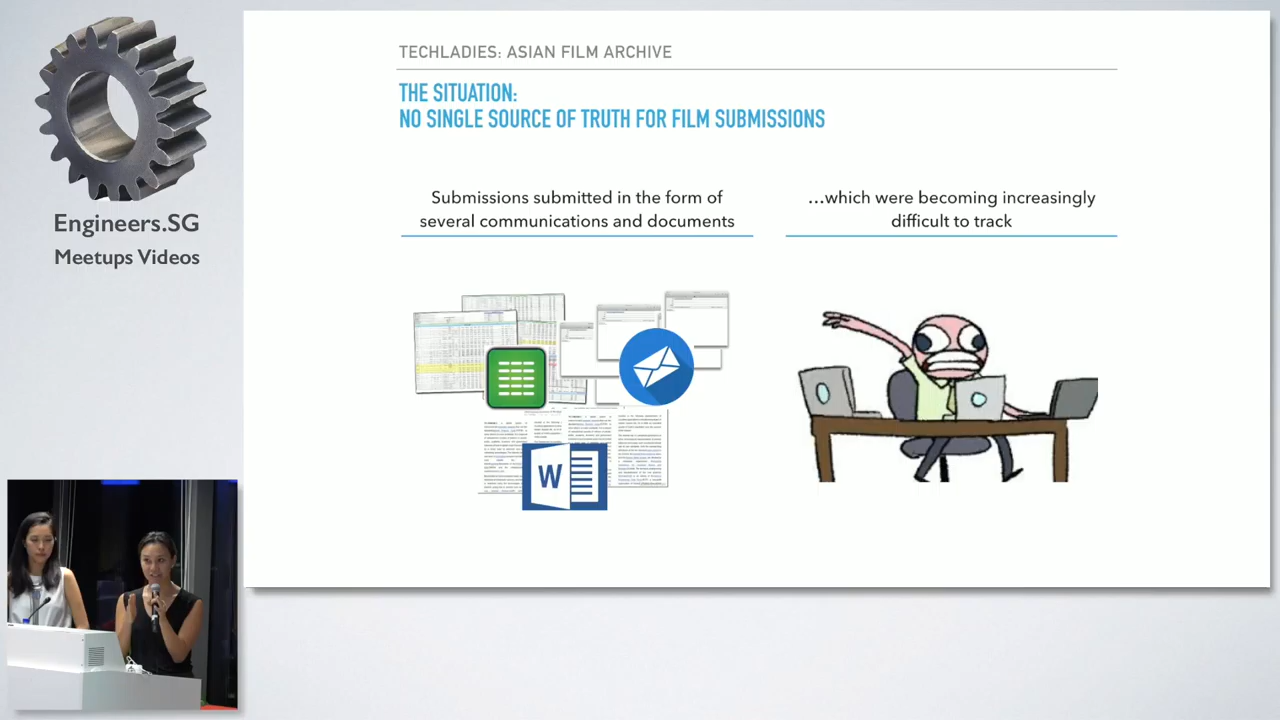 Engineers.SG
Meetups Videos
TECHLADIES: ASIAN FILM ARCHIVE
THE SITUATION:
NO SINGLE SOURCE OF TRUTH FOR FILM SUBMISSIONS
Submissions submitted in the form of
several communications and documents
...which were becoming increasingly
difficult to track
W